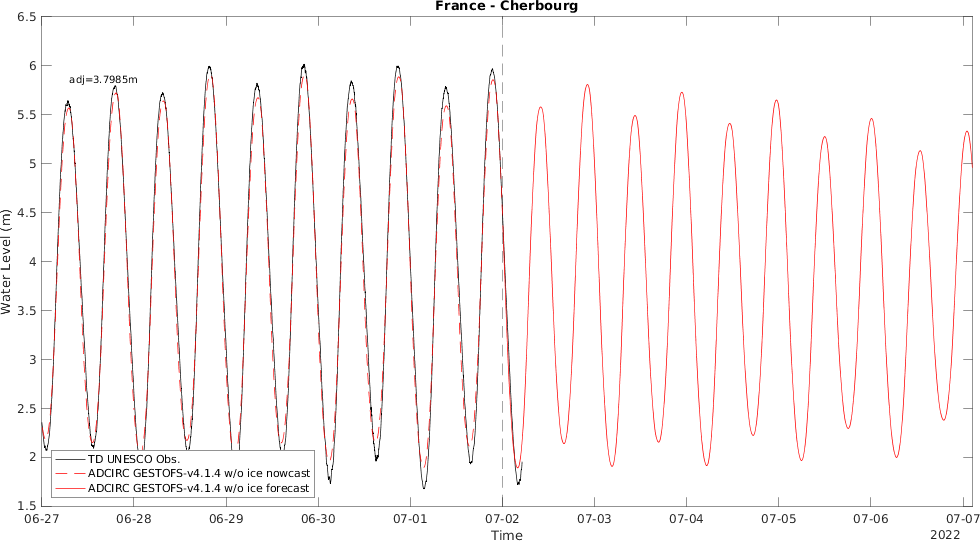 France - Cherbourg
6.5
6
5.5
5
4.5
4
3.5
3
2.5
2
1.5
Water Level (m)
adj=3.7985m
TD UNESCO Obs.
ADCIRC GESTOFS-v4.1.4 w/o ice nowcast
ADCIRC GESTOFS-v4.1.4 w/o ice forecast
06-27 06-28 06-29 06-30 07-01 07-02 07-03 07-04 07-05 07-06 07-07
Time
2022